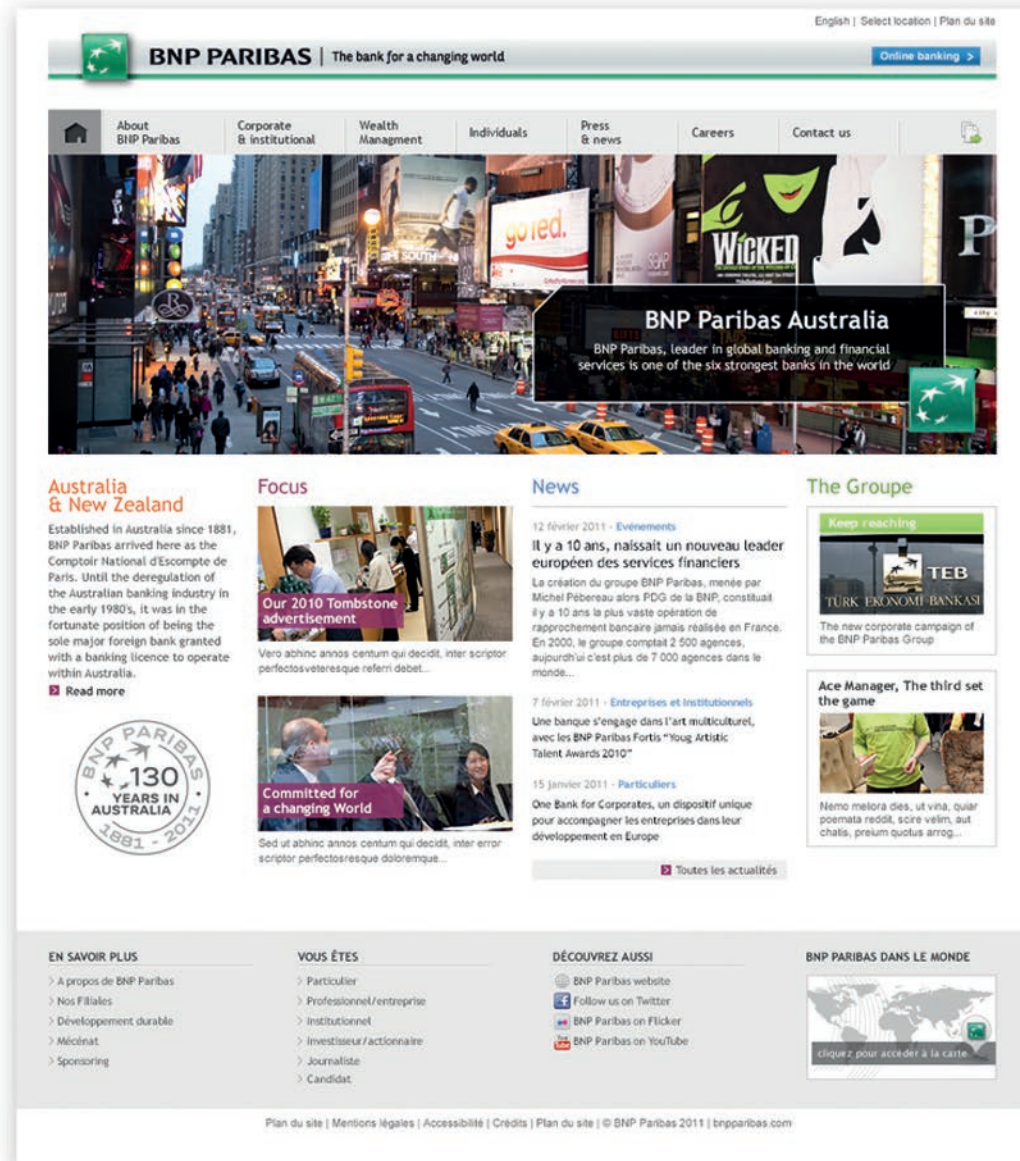 English | Select location | Plan du site
BNP PARIBAS | The bank for a changing world
Online banking >
About
BNP Paribas
Corporate
& institutional
Wealth
Managment
Individuals
Press
& news
Careers
Contact us
go red.
SOUTH
SOAP
WICKED
P
BNP Paribas Australia
BNP Paribas, leader in global banking and financial
services is one of the six strongest banks in the world
Australia
& New Zealand
Established in Australia since 1881,
BNP Paribas arrived here as the
Comptoir National d'Escompte de
Paris. Until the deregulation of
the Australian banking industry in
the early 1980's, it was in the
fortunate position of being the
sole major foreign bank granted
with a banking licence to operate
within Australia.
Read more
BNP PARIBAS
130
YEARS IN
AUSTRALIA
1881 - 2011
Focus
Our 2010 Tombstone
advertisement
Vero abhinc annos centum qui decidit, inter scriptor
perfectosveteresque referri debet...
Committed for
a changing World
Sed ut abhinc annos centum qui decidit, inter error
scriptor perfectosresque doloremque...
News
12 février 2011 - Evénements
Il y a 10 ans, naissait un nouveau leader
européen des services financiers
La création du groupe BNP Paribas, menée par
Michel Pébereau alors PDG de la BNP, constituait
il y a 10 ans la plus vaste opération de
rapprochement bancaire jamais réalisée en France.
En 2000, le groupe comptait 2 500 agences,
aujourd'hui c'est plus de 7 000 agences dans le
monde...
7 février 2011 - Entreprises et Institutionnels
Une banque s'engage dans l'art multiculturel,
avec les BNP Paribas Fortis "Youg Artistic
Talent Awards 2010"
15 janvier 2011 - Particuliers
One Bank for Corporates, un dispositif unique
pour accompagner les entreprises dans leur
développement en Europe
Toutes les actualités
The Groupe
Keep reaching
TEB
TÜRK EKONOMİ BANKASI
The new corporate campaign of
the BNP Paribas Group
Ace Manager, The third set
the game
Nemo melora dies, ut vina, quiar
poemata reddit, scire velim, aut
chatis, preium quotus arrog...
EN SAVOIR PLUS
> A propos de BNP Paribas
> Nos Filiales
> Développement durable
> Mécénat
> Sponsoring
VOUS ÊTES
> Particulier
> Professionnel/entreprise
> Institutionnel
> Investisseur/actionnaire
> Journaliste
> Candidat
DÉCOUVREZ AUSSI
BNP Paribas website
Follow us on Twitter
BNP Paribas on Flicker
BNP Paribas on YouTube
BNP PARIBAS DANS LE MONDE
cliquez pour accéder à la carte
Plan du site | Mentions légales | Accessibilité | Crédits | Plan du site | © BNP Paribas 2011 | bnpparibas.com